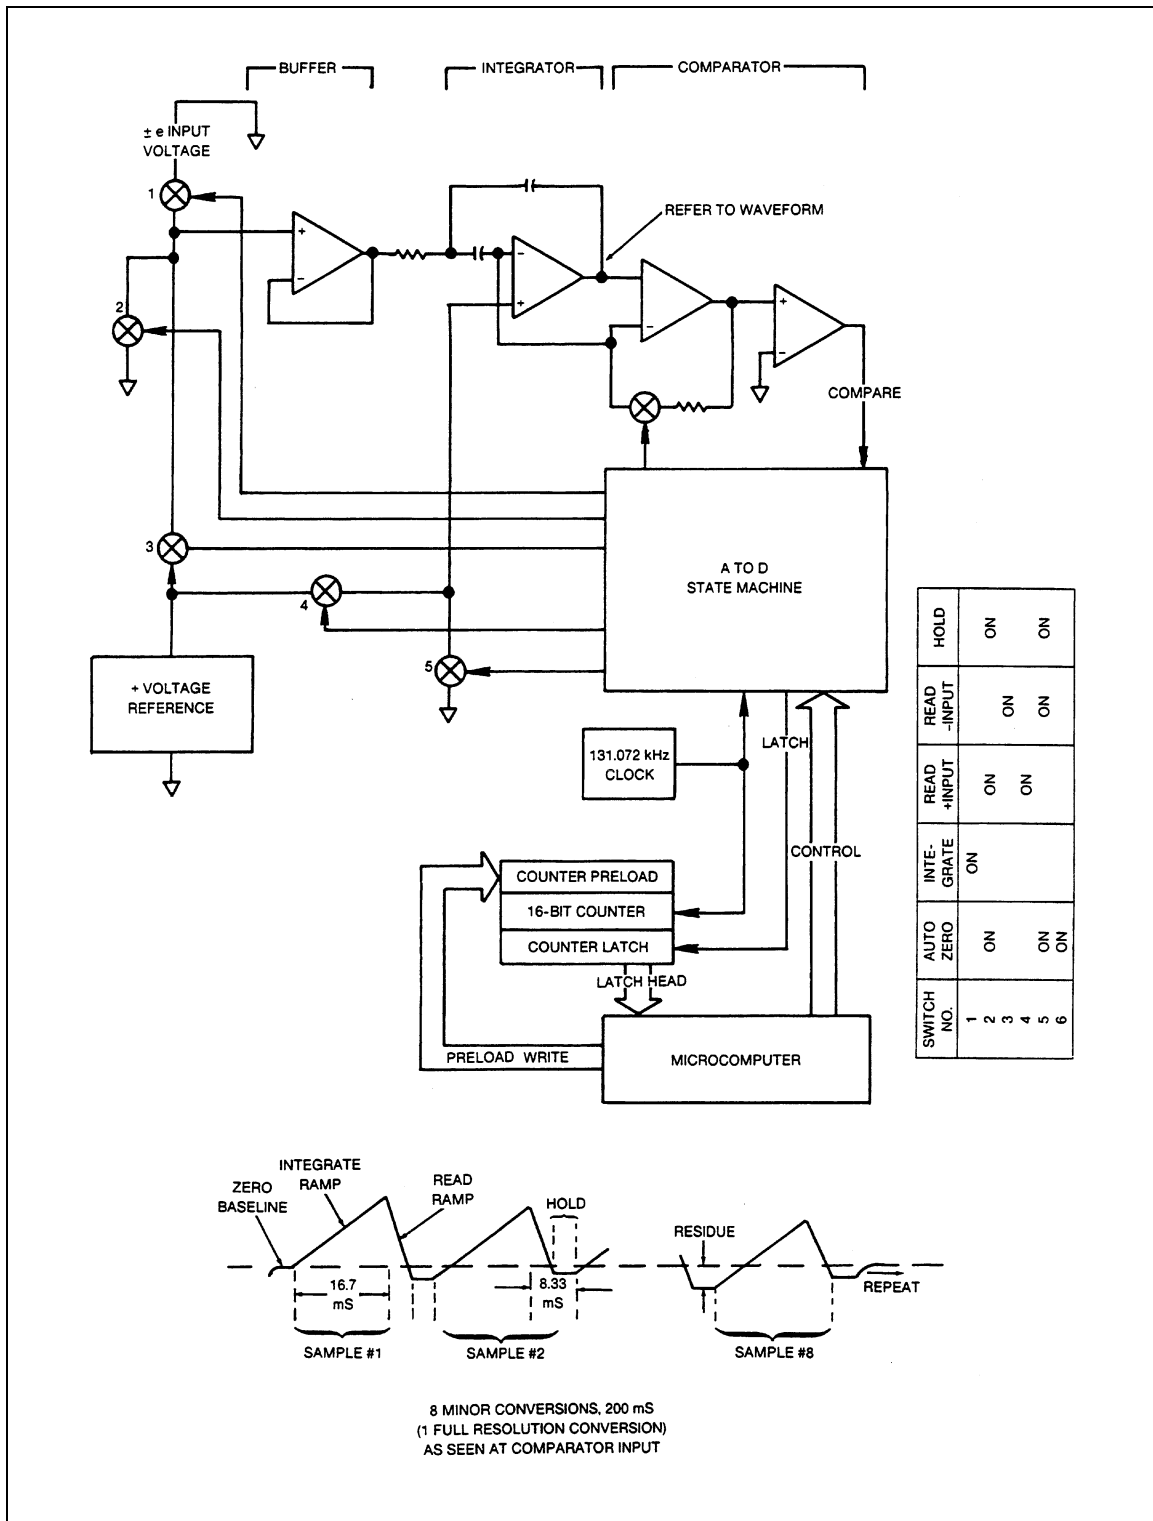 BUFFER
INTEGRATOR
COMPARATOR
± e INPUT
VOLTAGE
1
REFER TO WAVEFORM
+
-
-
+
2
-
+
-
COMPARE
3
A TO D
STATE MACHINE
4
5
+ VOLTAGE
REFERENCE
131.072 kHz
CLOCK
LATCH
CONTROL
COUNTER PRELOAD
16-BIT COUNTER
COUNTER LATCH
LATCH HEAD
PRELOAD WRITE
MICROCOMPUTER
SWITCH NO. AUTO ZERO INTE-GRATE READ +INPUT READ -INPUT HOLD
1 ON
2 ON ON ON
3 ON
4 ON
5 ON ON ON
6 ON
INTEGRATE
RAMP
ZERO
BASELINE
READ
RAMP
HOLD
RESIDUE
16.7
mS
8.33
mS
REPEAT
SAMPLE #1
SAMPLE #2
SAMPLE #8
8 MINOR CONVERSIONS, 200 mS
(1 FULL RESOLUTION CONVERSION)
AS SEEN AT COMPARATOR INPUT